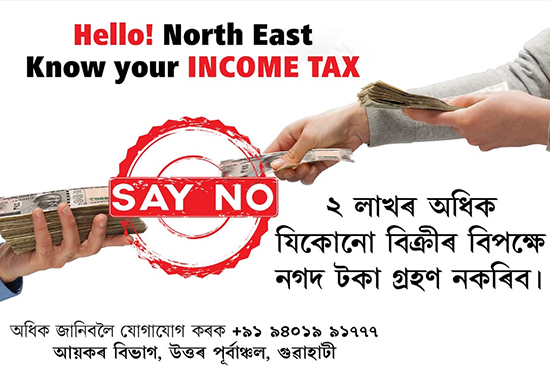 Hello! North East
Know your INCOME TAX
SAY NO
২ লাখৰ অধিক
যিকোনো বিক্ৰীৰ বিপক্ষে
নগদ টকা গ্ৰহণ নকৰিব।
অধিক জানিবলৈ যোগাযোগ কৰক +৯১ ৯৪০১৯ ৯১৭৭৭
আয়কৰ বিভাগ, উত্তৰ পূৰ্বাঞ্চল, গুৱাহাটী